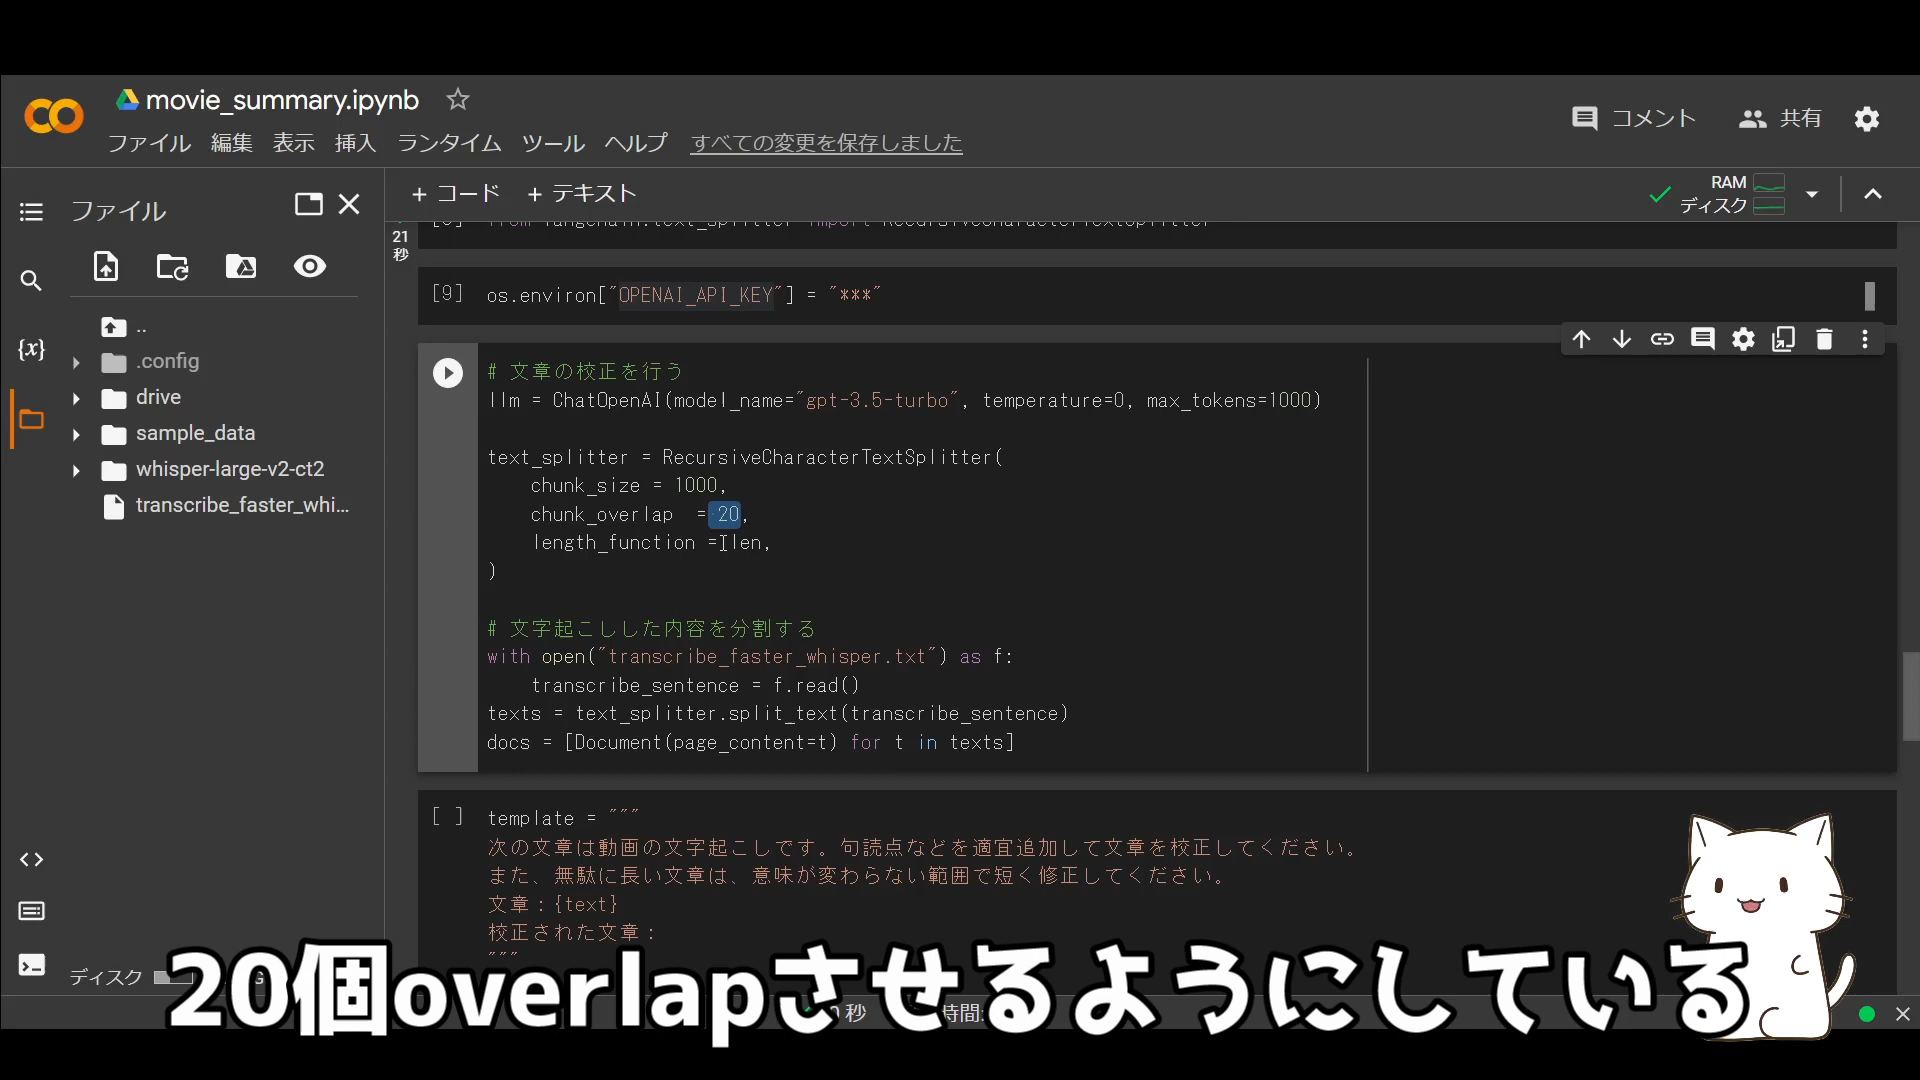 movie_summary.ipynb
ファイル 編集 表示 挿入 ランタイム ツール ヘルプ すべての変更を保存しました
コメント 共有
ファイル
+ コード + テキスト
RAM
ディスク
21
秒
from langchain.text_splitter import RecursiveCharacterTextSplitter
..
.config
drive
sample_data
whisper-large-v2-ct2
transcribe_faster_whi...
{x}
[9] os.environ["OPENAI_API_KEY"] = "***"
# 文章の校正を行う
llm = ChatOpenAI(model_name="gpt-3.5-turbo", temperature=0, max_tokens=1000)
text_splitter = RecursiveCharacterTextSplitter(
chunk_size = 1000,
chunk_overlap  = 20,
length_function = len,
)
# 文字起こしした内容を分割する
with open("transcribe_faster_whisper.txt") as f:
transcribe_sentence = f.read()
texts = text_splitter.split_text(transcribe_sentence)
docs = [Document(page_content=t) for t in texts]
[ ] template = """
次の文章は動画の文字起こしです。句読点などを適宜追加して文章を校正してください。
また、無駄に長い文章は、意味が変わらない範囲で短く修正してください。
文章：{text}
校正された文章：
"""
ディスク
20個overlapさせるようにしている